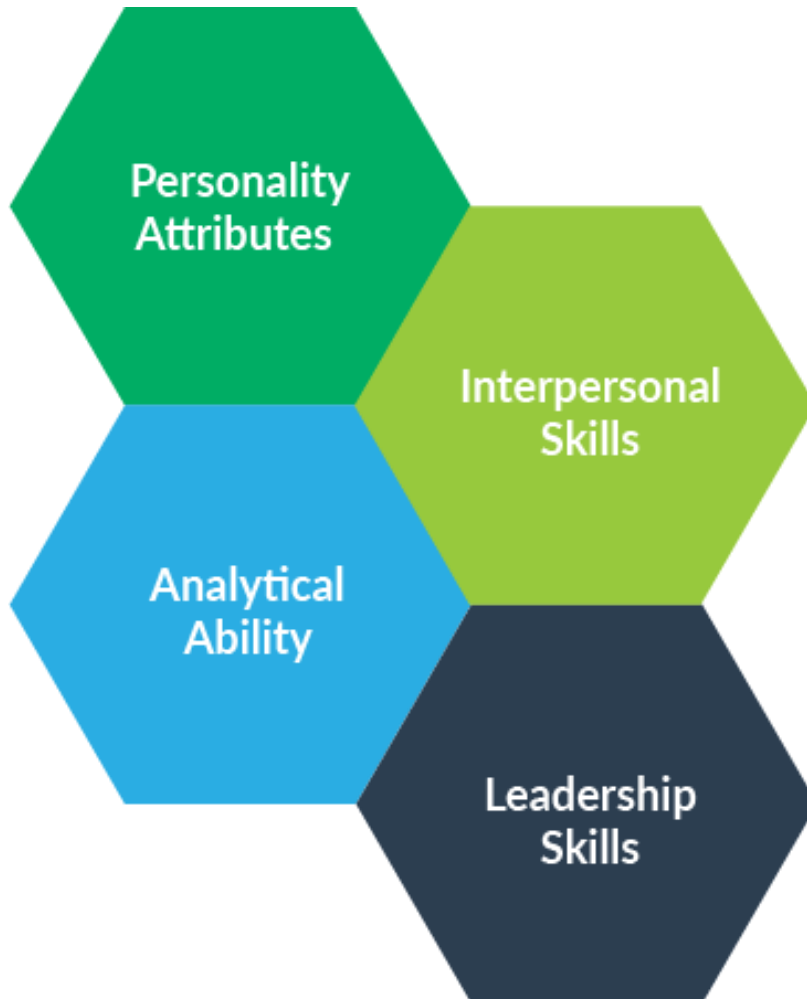 Personality
Attributes
Interpersonal
Skills
Analytical
Ability
Leadership
Skills